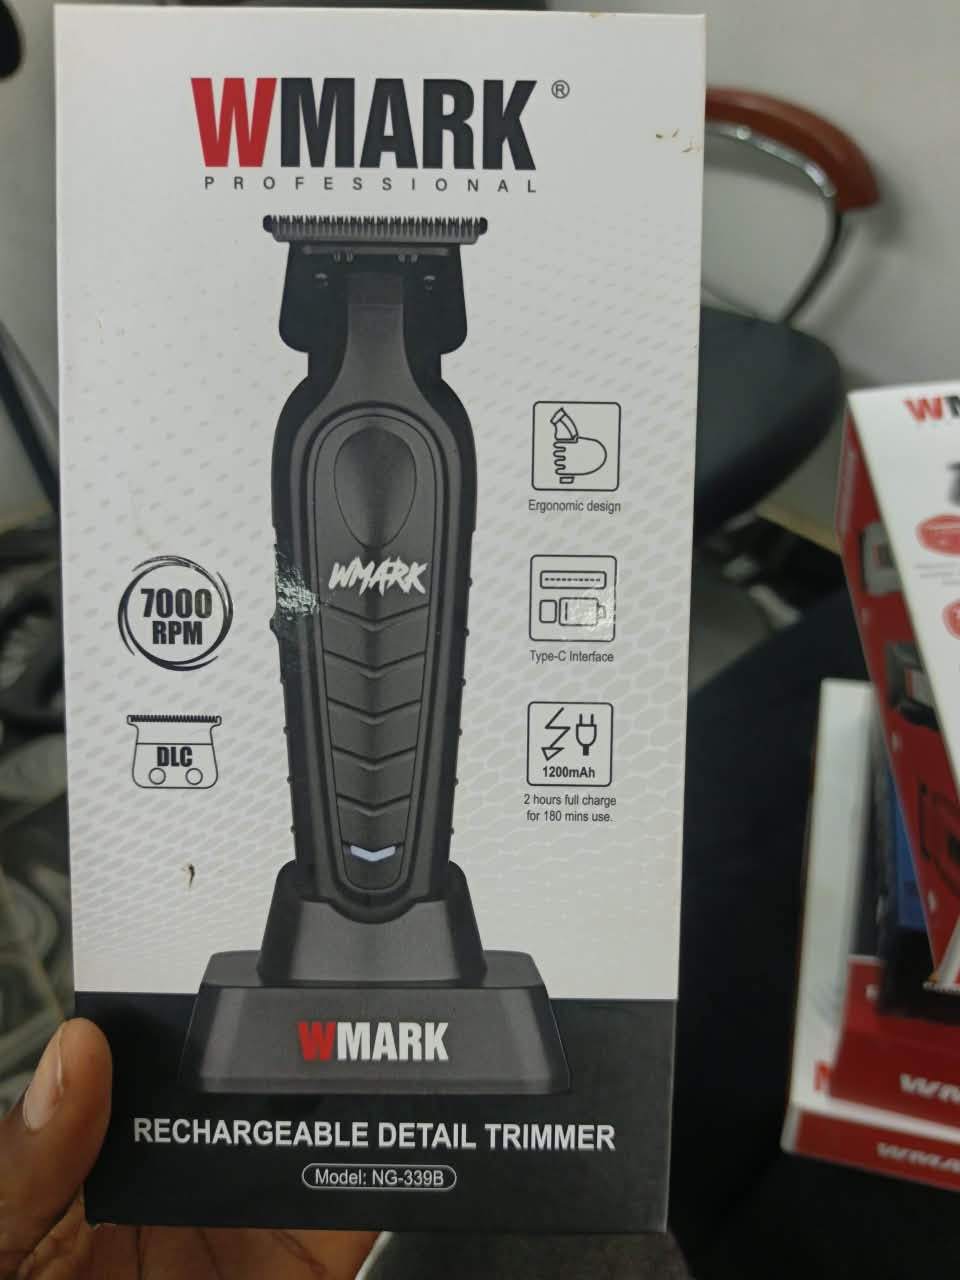 WMARK®
PROFESSIONAL
WMARK
Ergonomic design
7000
RPM
Type-C Interface
DLC
1200mAh
2 hours full charge
for 180 mins use.
WMARK
RECHARGEABLE DETAIL TRIMMER
Model: NG-339B